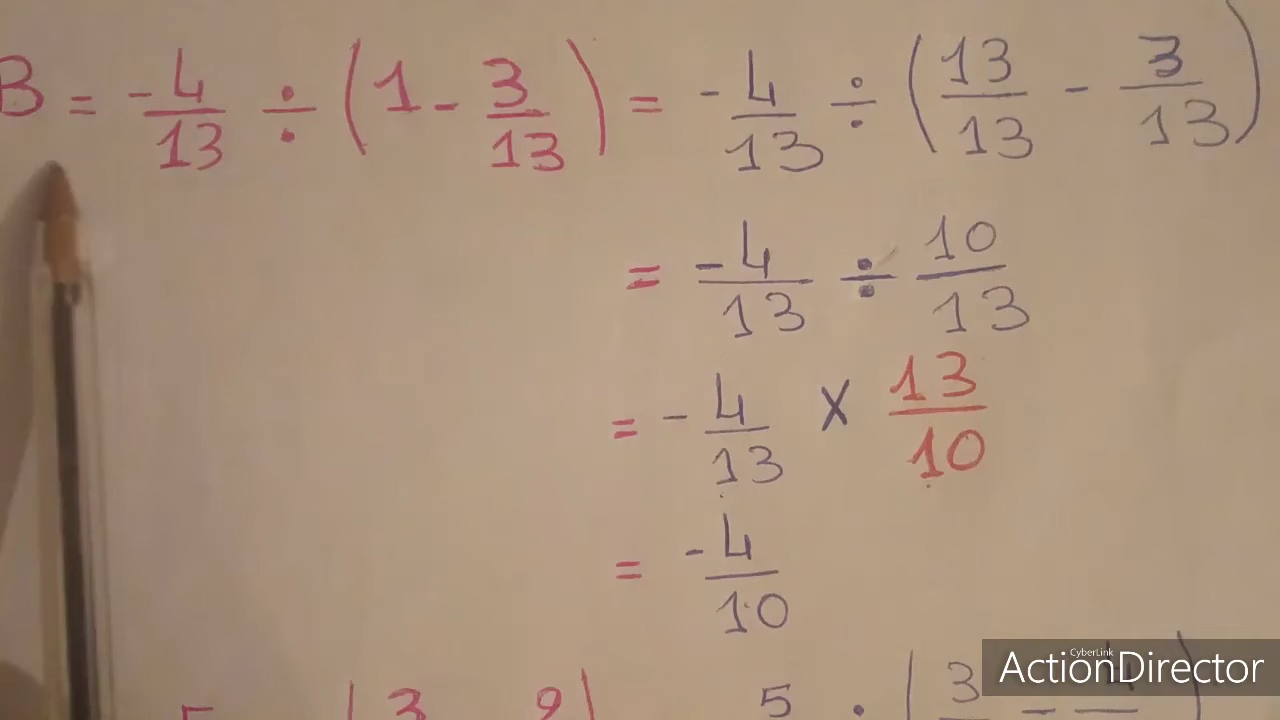 B = -4/13 ÷ (1 - 3/13) = -4/13 ÷ (13/13 - 3/13)
= -4/13 ÷ 10/13
= -4/13 × 13/10
= -4/10
CyberLink
ActionDirector